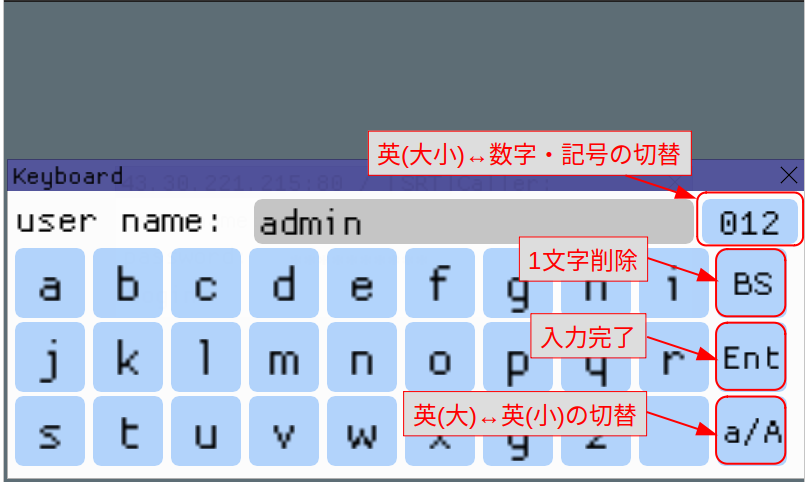 英(大小)↔数字・記号の切替
Keyboard
user name: admin 012
1文字削除
a b c d e f g h i BS
入力完了
j k l m n o p q r Ent
英(大)↔英(小)の切替
s t u v w x y z a/A